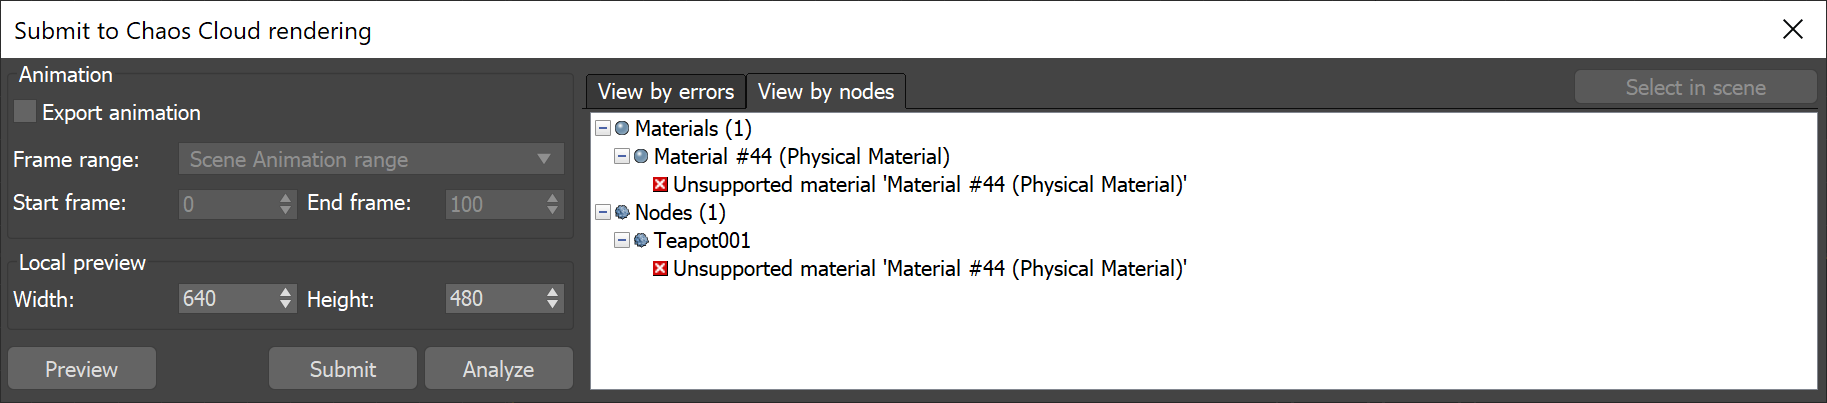 Submit to Chaos Cloud rendering
Animation
Export animation
Frame range: Scene Animation range
Start frame: 0 End frame: 100
Local preview
Width: 640 Height: 480
Preview Submit Analyze
View by errors View by nodes Select in scene
Materials (1)
Material #44 (Physical Material)
Unsupported material 'Material #44 (Physical Material)'
Nodes (1)
Teapot001
Unsupported material 'Material #44 (Physical Material)'